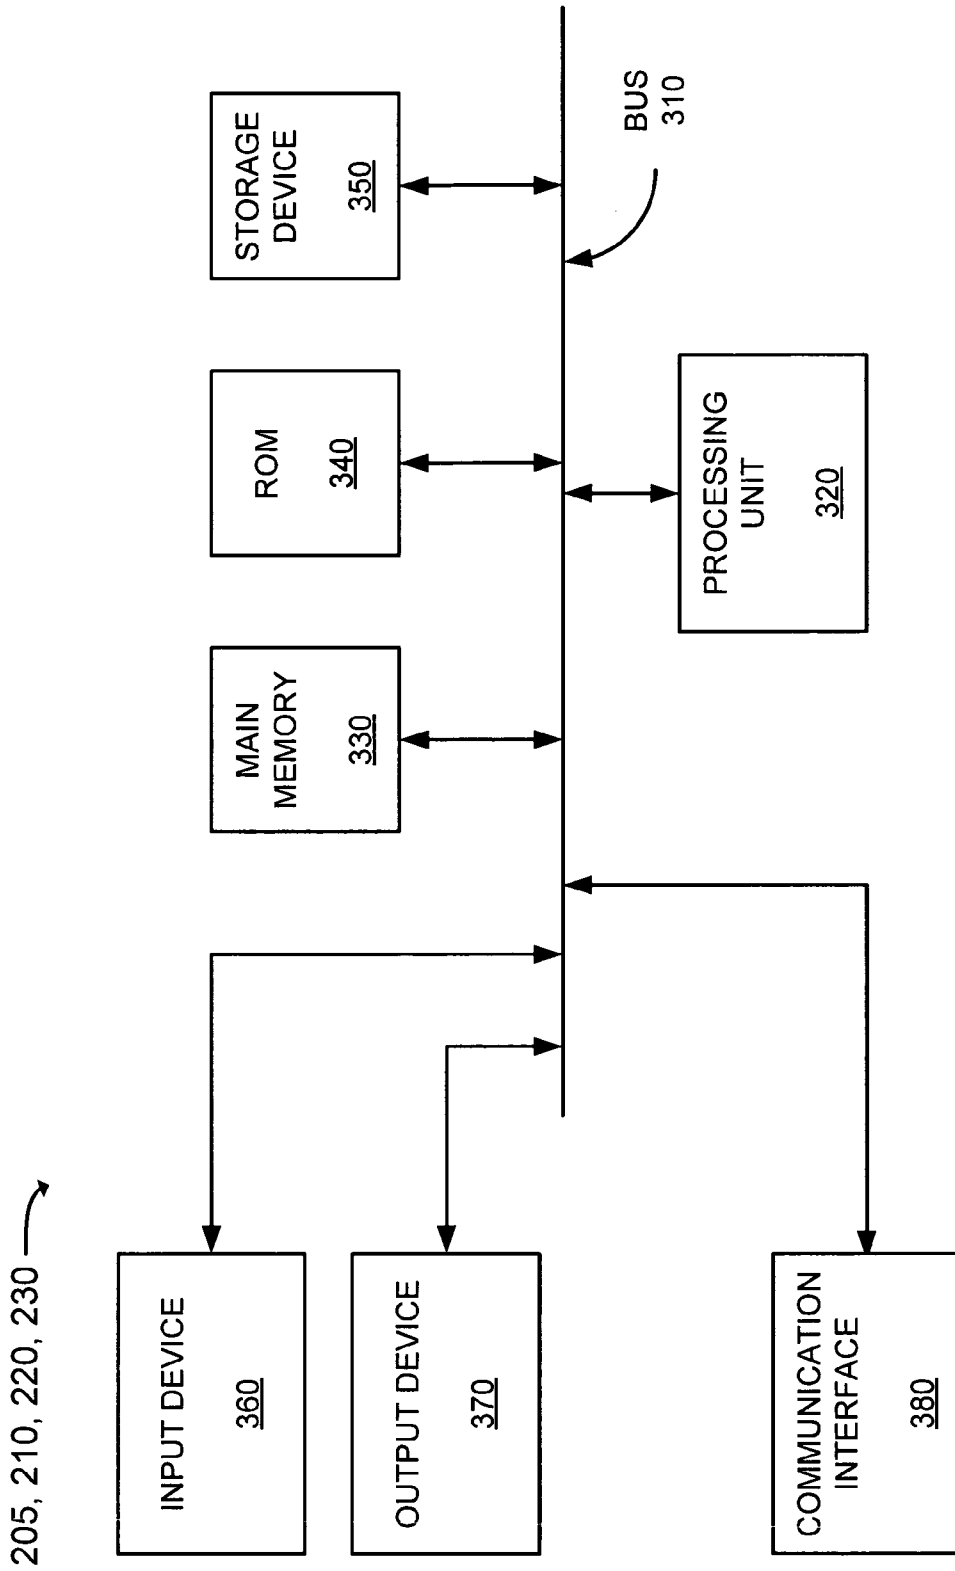 205, 210, 220, 230
INPUT DEVICE
360
OUTPUT DEVICE
370
COMMUNICATION
INTERFACE
380
MAIN
MEMORY
330
ROM
340
STORAGE
DEVICE
350
PROCESSING
UNIT
320
BUS
310